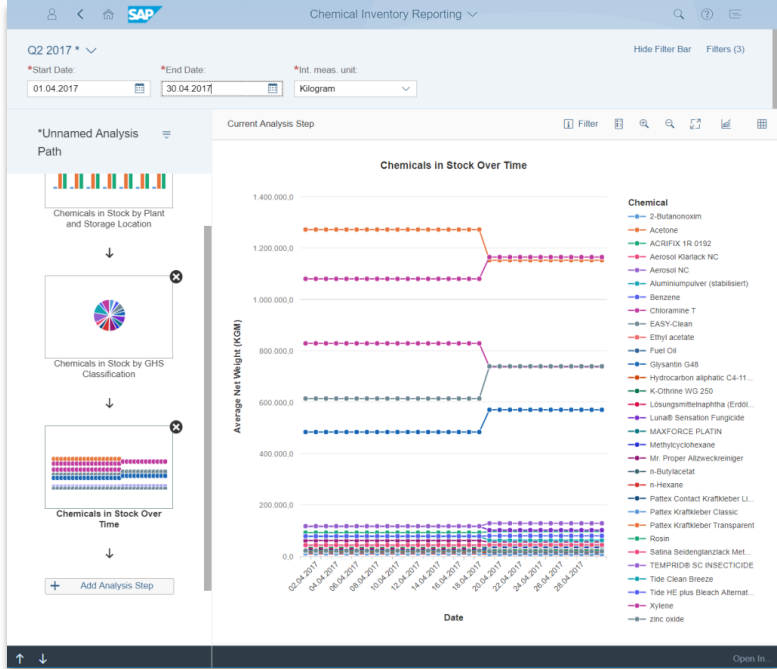 SAP
Chemical Inventory Reporting
Q2 2017 *
Hide Filter Bar Filters (3)
*Start Date: *End Date: *Int. meas. unit:
01.04.2017 30.04.2017 Kilogram
*Unnamed Analysis
Path
Current Analysis Step Filter
Chemicals in Stock by Plant
and Storage Location
Chemicals in Stock by GHS
Classification
Chemicals in Stock Over
Time
Add Analysis Step
Chemicals in Stock Over Time
Average Net Weight (KGM)
1.400.000,0
1.200.000,0
1.000.000,0
800.000,0
600.000,0
400.000,0
200.000,0
0,0
02.04.2017 04.04.2017 06.04.2017 08.04.2017 10.04.2017 12.04.2017 14.04.2017 16.04.2017 18.04.2017 20.04.2017 22.04.2017 24.04.2017 26.04.2017 28.04.2017
Date
Chemical
2-Butanonoxim
Acetone
ACRIFIX 1R 0192
Aerosol Klarlack NC
Aerosol NC
Aluminiumpulver (stabilisiert)
Benzene
Chloramine T
EASY-Clean
Ethyl acetate
Fuel Oil
Glysantin G48
Hydrocarbon aliphatic C4-11...
K-Othrine WG 250
Lösungsmittelnaphtha (Erdöl...
Luna® Sensation Fungicide
MAXFORCE PLATIN
Methylcyclohexane
Mr. Proper Allzweckreiniger
n-Butylacetat
n-Hexane
Pattex Contact Kraftkleber Li...
Pattex Kraftkleber Classic
Pattex Kraftkleber Transparent
Rosin
Satina Seidenglanzlack Met...
TEMPRID® SC INSECTICIDE
Tide Clean Breeze
Tide HE plus Bleach Alternat...
Xylene
zinc oxide
Open In...